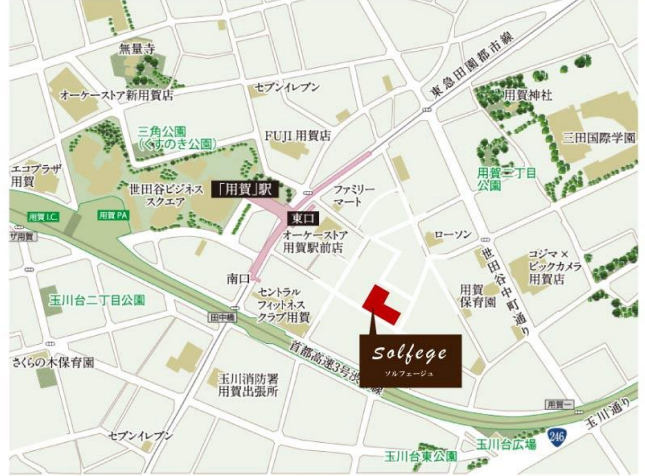 無量寺
セブンイレブン
東急田園都市線
オーケーストア新用賀店
用賀神社
三角公園
(くすのき公園)
FUJI 用賀店
三田国際学園
エコプラザ
用賀
世田谷ビジネス
スクエア
「用賀」駅
ファミリー
マート
用賀二丁目
公園
用賀 I.C.
用賀 PA
東口
オーケーストア
用賀駅前店
ローソン
世田谷中町通り
コジマ×
ビックカメラ
用賀店
南口
玉川台二丁目公園
セントラル
フィットネス
クラブ用賀
用賀
保育園
田中橋
Solfege
ソルフェージュ
首都高速3号渋
線
さくらの木保育園
玉川消防署
用賀出張所
用賀一
玉川通り
セブンイレブン
玉川台広場
246
玉川台東公園